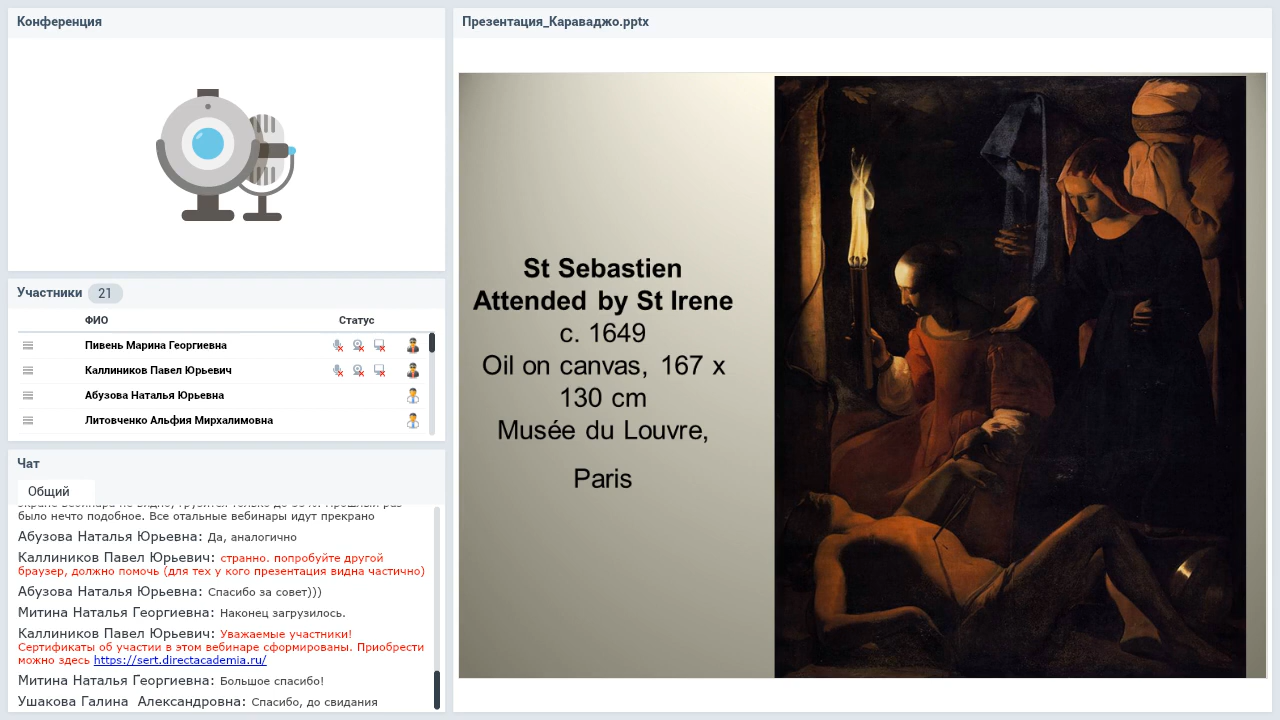 Конференция
Участники 21
ФИО Статус
Пивень Марина Георгиевна
Каллиников Павел Юрьевич
Абузова Наталья Юрьевна
Литовченко Альфия Мирхалимовна
Чат
Общий
было нечто подобное. Все отальные вебинары идут прекрано
Абузова Наталья Юрьевна: Да, аналогично
Каллиников Павел Юрьевич: странно. попробуйте другой
браузер, должно помочь (для тех у кого презентация видна частично)
Абузова Наталья Юрьевна: Спасибо за совет)))
Митина Наталья Георгиевна: Наконец загрузилось.
Каллиников Павел Юрьевич: Уважаемые участники!
Сертификаты об участии в этом вебинаре сформированы. Приобрести
можно здесь https://sert.directacademia.ru/
Митина Наталья Георгиевна: Большое спасибо!
Ушакова Галина Александровна: Спасибо, до свидания
Презентация_Караваджо.pptx
St Sebastien
Attended by St Irene
c. 1649
Oil on canvas, 167 x
130 cm
Musée du Louvre,
Paris